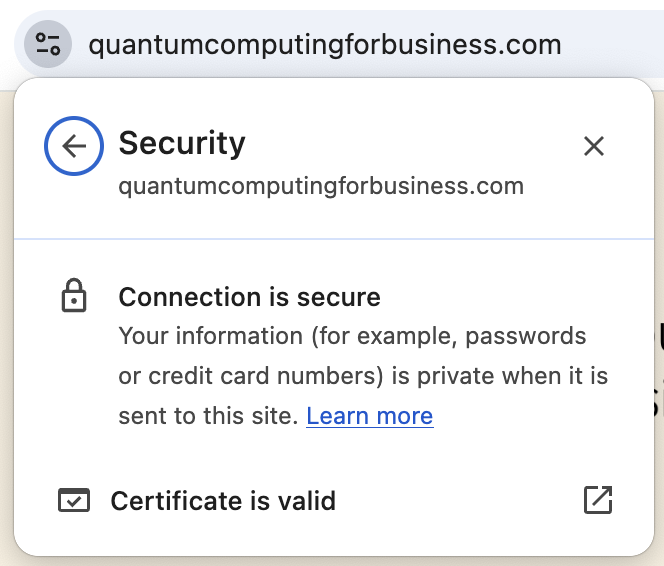 quantumcomputingforbusiness.com
Security
quantumcomputingforbusiness.com
Connection is secure
Your information (for example, passwords
or credit card numbers) is private when it is
sent to this site. Learn more
Certificate is valid